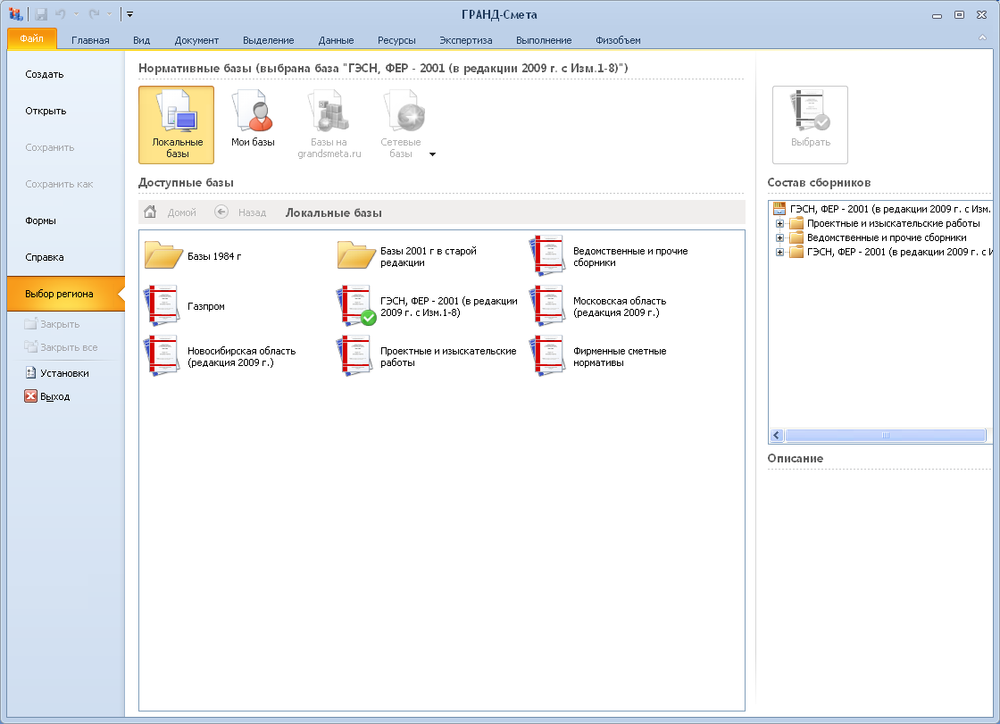 ГРАНД-Смета
Файл Главная Вид Документ Выделение Данные Ресурсы Экспертиза Выполнение Физобъем
Создать
Открыть
Сохранить
Сохранить как
Формы
Справка
Выбор региона
Закрыть
Закрыть все
Установки
Выход
Нормативные базы (выбрана база "ГЭСН, ФЕР - 2001 (в редакции 2009 г. с Изм.1-8)")
Локальные
базы
Мои базы
Базы на
grandsmeta.ru
Сетевые
базы
Доступные базы
Домой Назад Локальные базы
Базы 1984 г
Базы 2001 г в старой
редакции
Ведомственные и прочие
сборники
Газпром
ГЭСН, ФЕР - 2001 (в редакции
2009 г. с Изм.1-8)
Московская область
(редакция 2009 г.)
Новосибирская область
(редакция 2009 г.)
Проектные и изыскательские
работы
Фирменные сметные
нормативы
Выбрать
Состав сборников
ГЭСН, ФЕР - 2001 (в редакции 2009 г. с Изм.
Проектные и изыскательские работы
Ведомственные и прочие сборники
ГЭСН, ФЕР - 2001 (в редакции 2009 г. с И
Описание